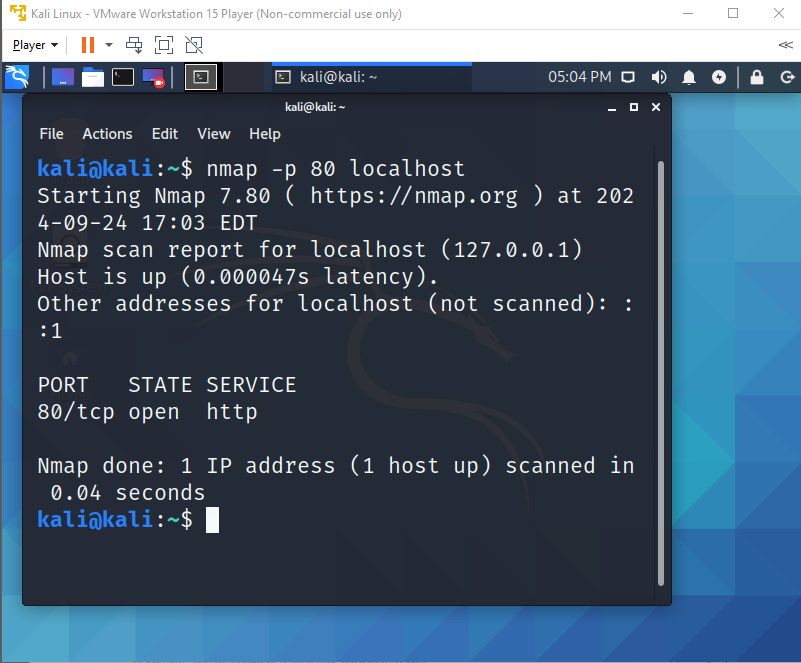 Kali Linux - VMware Workstation 15 Player (Non-commercial use only)
Player
kali@kali: ~
05:04 PM
kali@kali: ~
File Actions Edit View Help
kali@kali:~$ nmap -p 80 localhost
Starting Nmap 7.80 ( https://nmap.org ) at 202
4-09-24 17:03 EDT
Nmap scan report for localhost (127.0.0.1)
Host is up (0.000047s latency).
Other addresses for localhost (not scanned): :
:1
PORT   STATE SERVICE
80/tcp open  http
Nmap done: 1 IP address (1 host up) scanned in
 0.04 seconds
kali@kali:~$